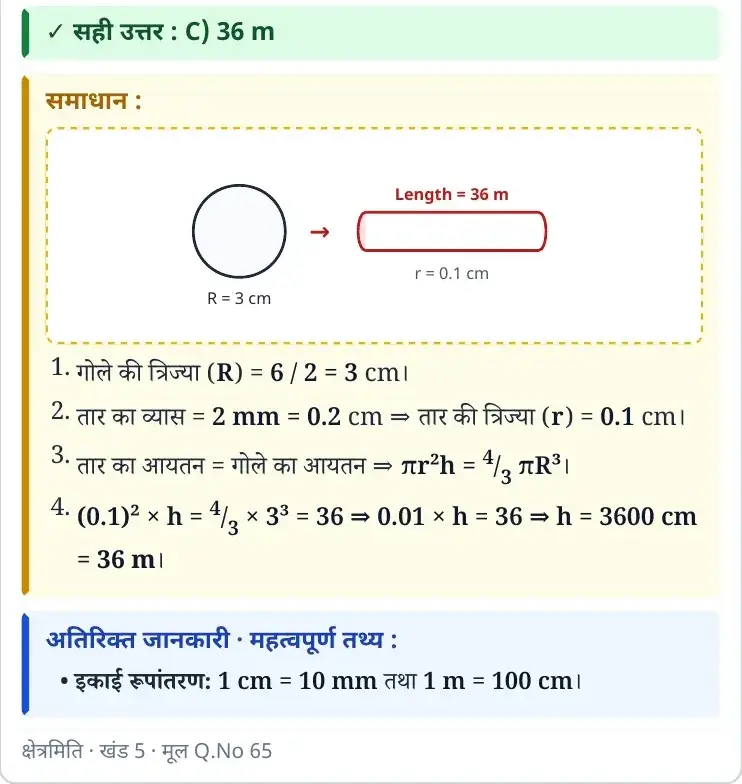 ✓ सही उत्तर : C) 36 m
समाधान :
Length = 36 m
→
r = 0.1 cm
R = 3 cm
1. गोले की त्रिज्या (R) = 6 / 2 = 3 cm।
2. तार का व्यास = 2 mm = 0.2 cm ⇒ तार की त्रिज्या (r) = 0.1 cm।
3. तार का आयतन = गोले का आयतन ⇒ πr²h = 4/3 πR³।
4. (0.1)² × h = 4/3 × 3³ = 36 ⇒ 0.01 × h = 36 ⇒ h = 3600 cm
= 36 m।
अतिरिक्त जानकारी · महत्वपूर्ण तथ्य :
• इकाई रूपांतरण: 1 cm = 10 mm तथा 1 m = 100 cm।
क्षेत्रमिति · खंड 5 · मूल Q.No 65